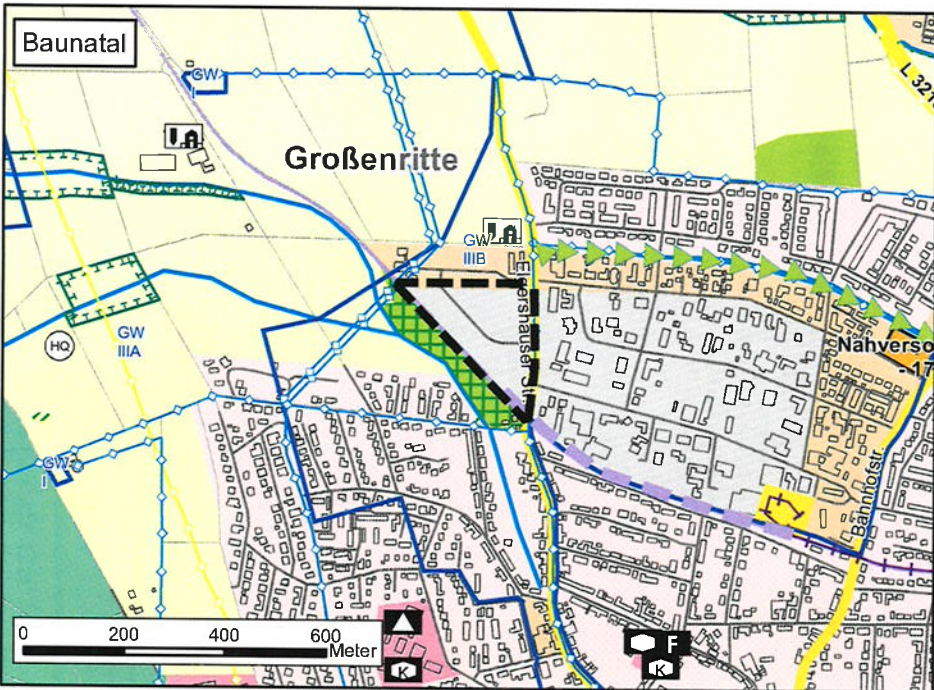 Baunatal
GW
I
L 321
Großenritte
GW
IIIB
Elgershäuser Str.
HQ
GW
IIIA
Nahverso
- 17
GW
I
Bahnhofstr.
0 200 400 600
Meter
K
F
K